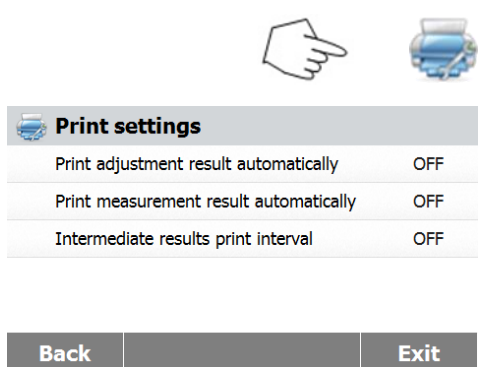 Print settings
Print adjustment result automatically OFF
Print measurement result automatically OFF
Intermediate results print interval OFF
Back Exit